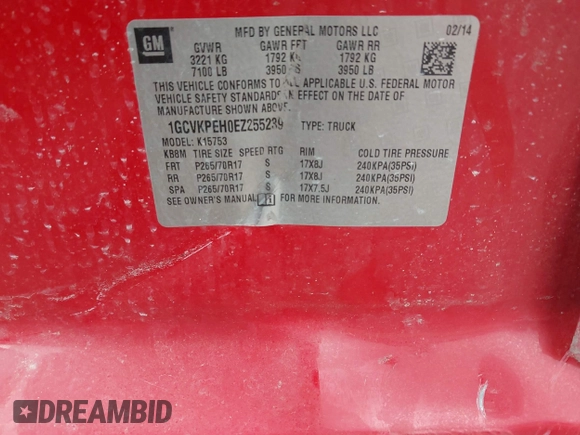 GM
MFD BY GENERAL MOTORS LLC 02/14
GVWR GAWR FRT GAWR RR
3221 KG 1792 KG 1792 KG
7100 LB 3950 LB 3950 LB
THIS VEHICLE CONFORMS TO ALL APPLICABLE U.S. FEDERAL MOTOR
VEHICLE SAFETY STANDARDS IN EFFECT ON THE DATE OF
MANUFACTURE SHOWN ABOVE.
1GCVKPEH0EZ255239 TYPE: TRUCK
MODEL: K15753
KB8M TIRE SIZE SPEED RTG RIM COLD TIRE PRESSURE
FRT P265/70R17 S 17X8J 240KPA(35PSI)
RR P265/70R17 S 17X8J 240KPA(35PSI)
SPA P265/70R17 S 17X7.5J 240KPA(35PSI)
SEE OWNER'S MANUAL FOR MORE INFORMATION.
DREAMBID